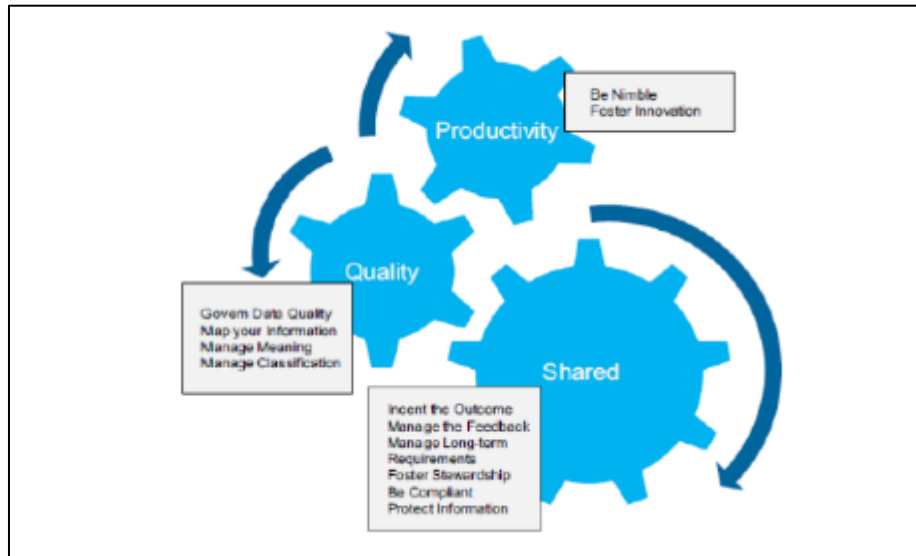 Be Nimble
Foster Innovation
Productivity
Quality
Govern Data Quality
Map your Information
Manage Meaning
Manage Classification
Shared
Incent the Outcome
Manage the Feedback
Manage Long-term
Requirements
Foster Stewardship
Be Compliant
Protect Information